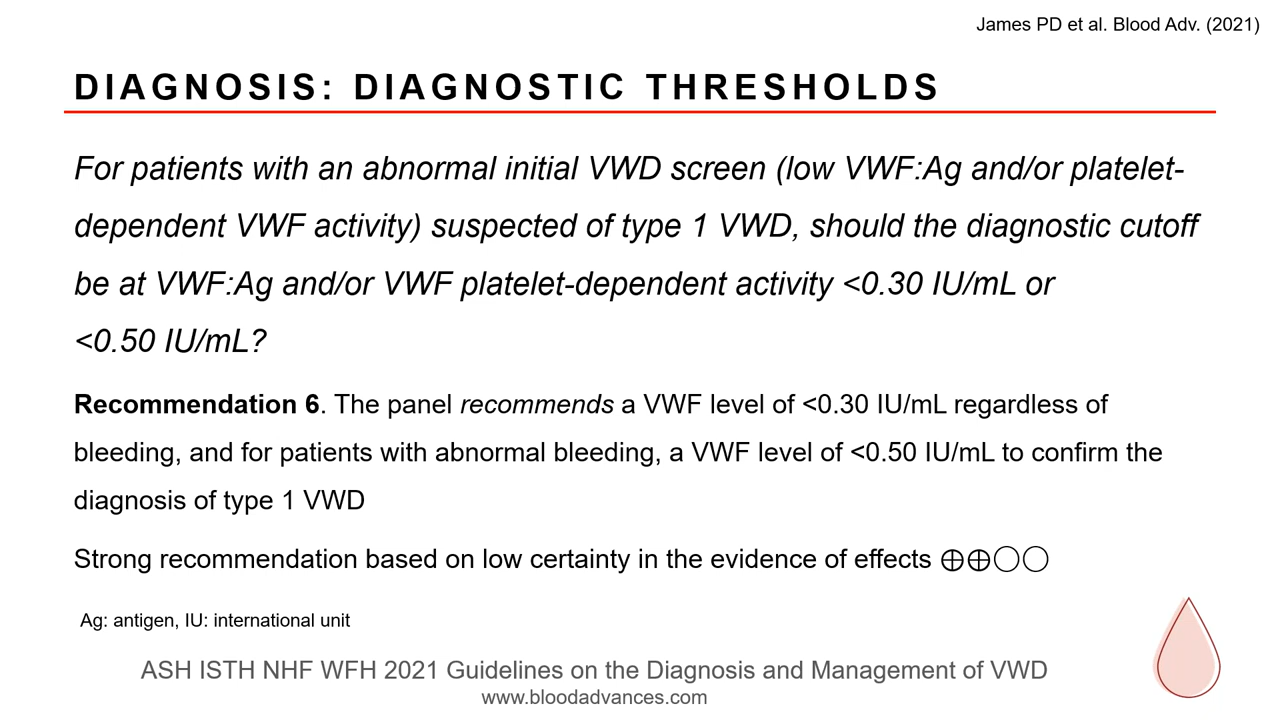 James PD et al. Blood Adv. (2021)
DIAGNOSIS: DIAGNOSTIC THRESHOLDS
For patients with an abnormal initial VWD screen (low VWF:Ag and/or platelet-
dependent VWF activity) suspected of type 1 VWD, should the diagnostic cutoff
be at VWF:Ag and/or VWF platelet-dependent activity <0.30 IU/mL or
<0.50 IU/mL?
Recommendation 6. The panel recommends a VWF level of <0.30 IU/mL regardless of
bleeding, and for patients with abnormal bleeding, a VWF level of <0.50 IU/mL to confirm the
diagnosis of type 1 VWD
Strong recommendation based on low certainty in the evidence of effects ⊕⊕◯◯
Ag: antigen, IU: international unit
ASH ISTH NHF WFH 2021 Guidelines on the Diagnosis and Management of VWD
www.bloodadvances.com